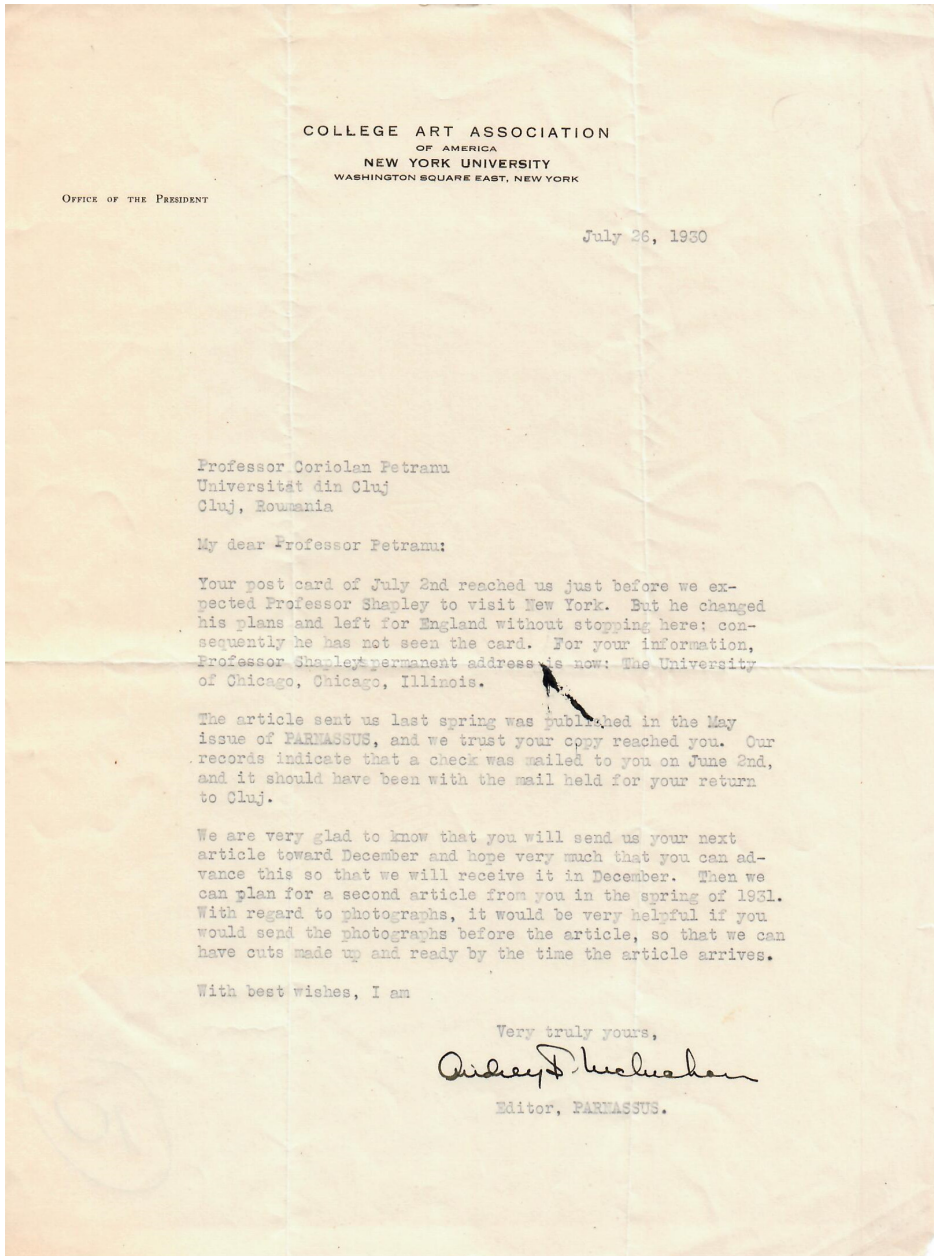 COLLEGE ART ASSOCIATION
OF AMERICA
NEW YORK UNIVERSITY
WASHINGTON SQUARE EAST, NEW YORK
OFFICE OF THE PRESIDENT
July 26, 1930
Professor Coriolan Petranu
Universität din Cluj
Cluj, Roumania
My dear Professor Petranu:
Your post card of July 2nd reached us just before we ex-
pected Professor Shapley to visit New York. But he changed
his plans and left for England without stopping here; con-
sequently he has not seen the card. For your information,
Professor Shapley's permanent address is now: The University
of Chicago, Chicago, Illinois.
The article sent us last spring was published in the May
issue of PARNASSUS, and we trust your copy reached you. Our
records indicate that a check was mailed to you on June 2nd,
and it should have been with the mail held for your return
to Cluj.
We are very glad to know that you will send us your next
article toward December and hope very much that you can ad-
vance this so that we will receive it in December. Then we
can plan for a second article from you in the spring of 1931.
With regard to photographs, it would be very helpful if you
would send the photographs before the article, so that we can
have cuts made up and ready by the time the article arrives.
With best wishes, I am
Very truly yours,
Audrey F. McMahon
Editor, PARNASSUS.